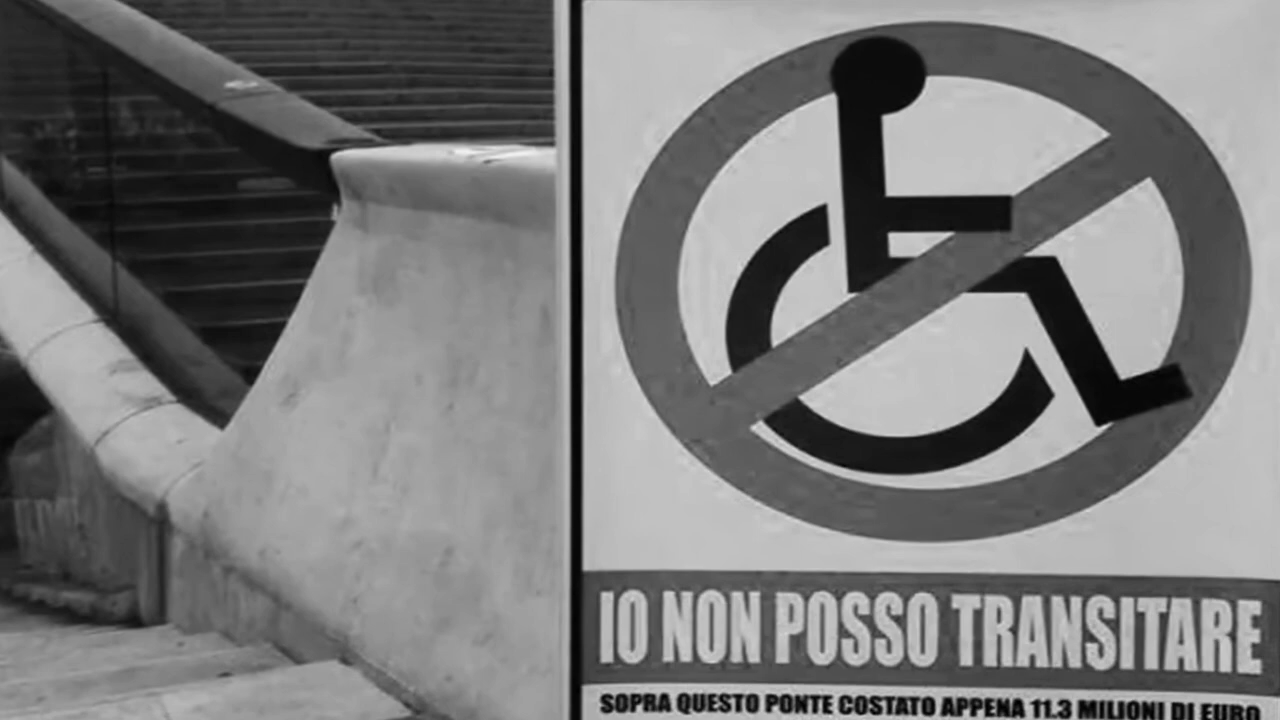 IO NON POSSO TRANSITARE
SOPRA QUESTO PONTE COSTATO APPENA 11.3 MILIONI DI EURO